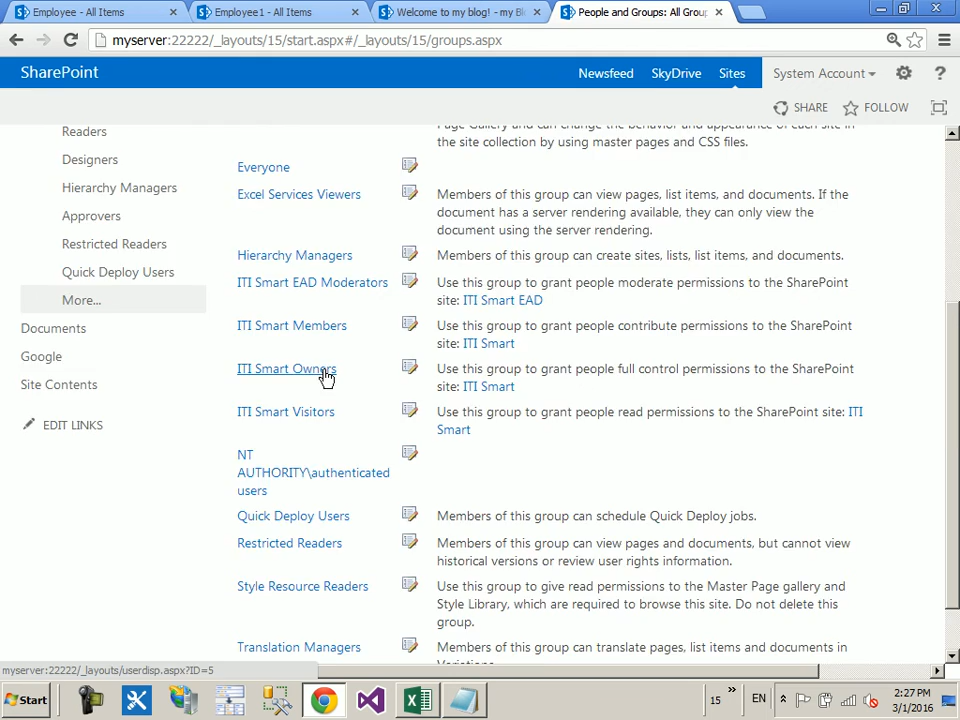 Employee - All Items
Employee1 - All Items
Welcome to my blog! - my Bl
People and Groups: All Grou
myserver:22222/_layouts/15/start.aspx#/_layouts/15/groups.aspx
SharePoint
Newsfeed
SkyDrive
Sites
System Account
?
SHARE
FOLLOW
Readers
Designers
Hierarchy Managers
Approvers
Restricted Readers
Quick Deploy Users
More...
Documents
Google
Site Contents
EDIT LINKS
Page Gallery and can change the behavior and appearance of each site in
the site collection by using master pages and CSS files.
Everyone
Excel Services Viewers
Members of this group can view pages, list items, and documents. If the
document has a server rendering available, they can only view the
document using the server rendering.
Hierarchy Managers
Members of this group can create sites, lists, list items, and documents.
ITI Smart EAD Moderators
Use this group to grant people moderate permissions to the SharePoint
site: ITI Smart EAD
ITI Smart Members
Use this group to grant people contribute permissions to the SharePoint
site: ITI Smart
ITI Smart Owners
Use this group to grant people full control permissions to the SharePoint
site: ITI Smart
ITI Smart Visitors
Use this group to grant people read permissions to the SharePoint site: ITI
Smart
NT
AUTHORITY\authenticated
users
Quick Deploy Users
Members of this group can schedule Quick Deploy jobs.
Restricted Readers
Members of this group can view pages and documents, but cannot view
historical versions or review user rights information.
Style Resource Readers
Use this group to give read permissions to the Master Page gallery and
Style Library, which are required to browse this site. Do not delete this
group.
Translation Managers
Members of this group can translate pages, list items and documents in
Variations
myserver:22222/_layouts/userdisp.aspx?ID=5
Start
15
»
EN
2:27 PM
3/1/2016